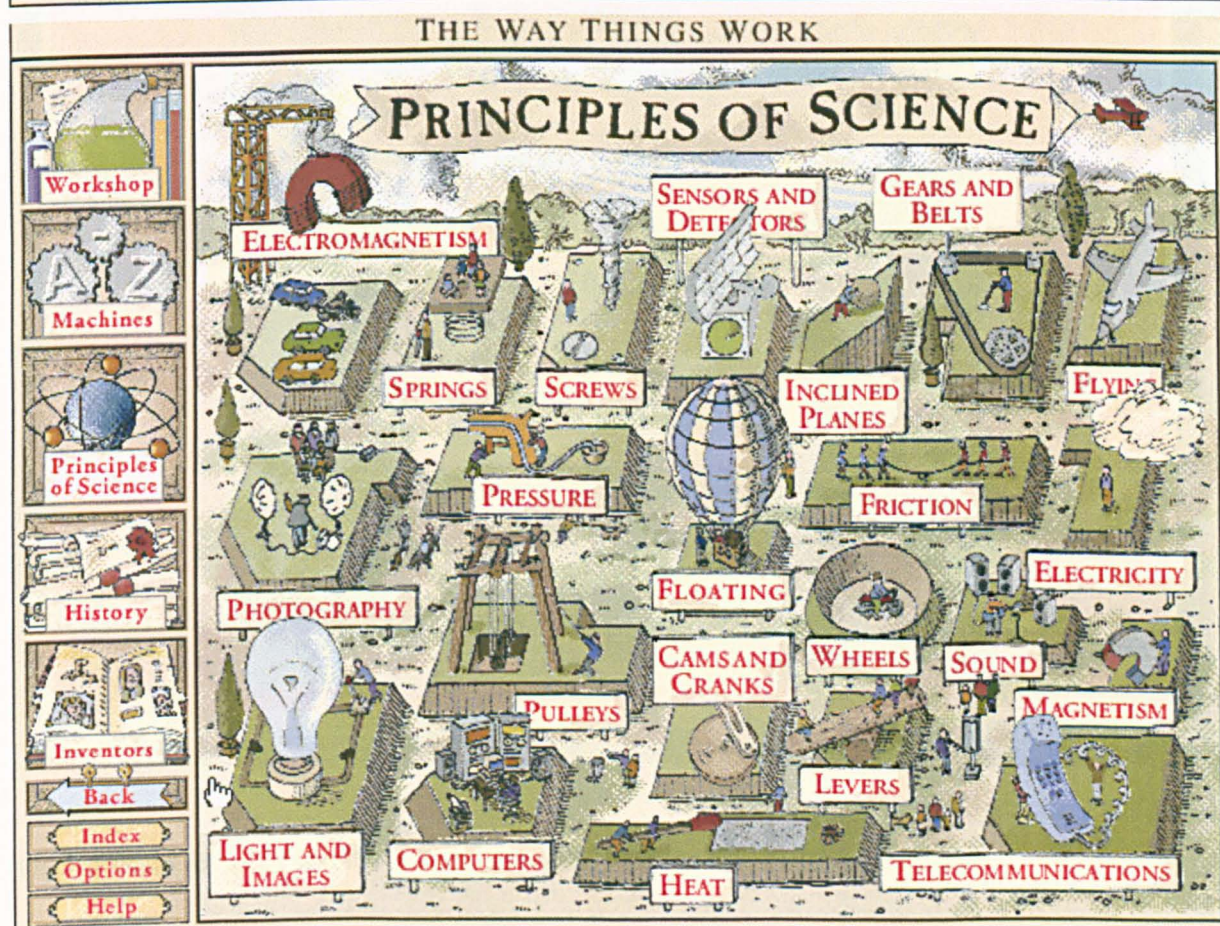 THE WAY THINGS WORK
Workshop
A - Z
Machines
Principles
of Science
History
Inventors
Back
Index
Options
Help
PRINCIPLES OF SCIENCE
ELECTROMAGNETISM
SENSORS AND
DETECTORS
GEARS AND
BELTS
SPRINGS
SCREWS
INCLINED
PLANES
FLYING
PRESSURE
FRICTION
PHOTOGRAPHY
FLOATING
ELECTRICITY
CAMS AND
CRANKS
WHEELS
SOUND
PULLEYS
MAGNETISM
LEVERS
LIGHT AND
IMAGES
COMPUTERS
HEAT
TELECOMMUNICATIONS